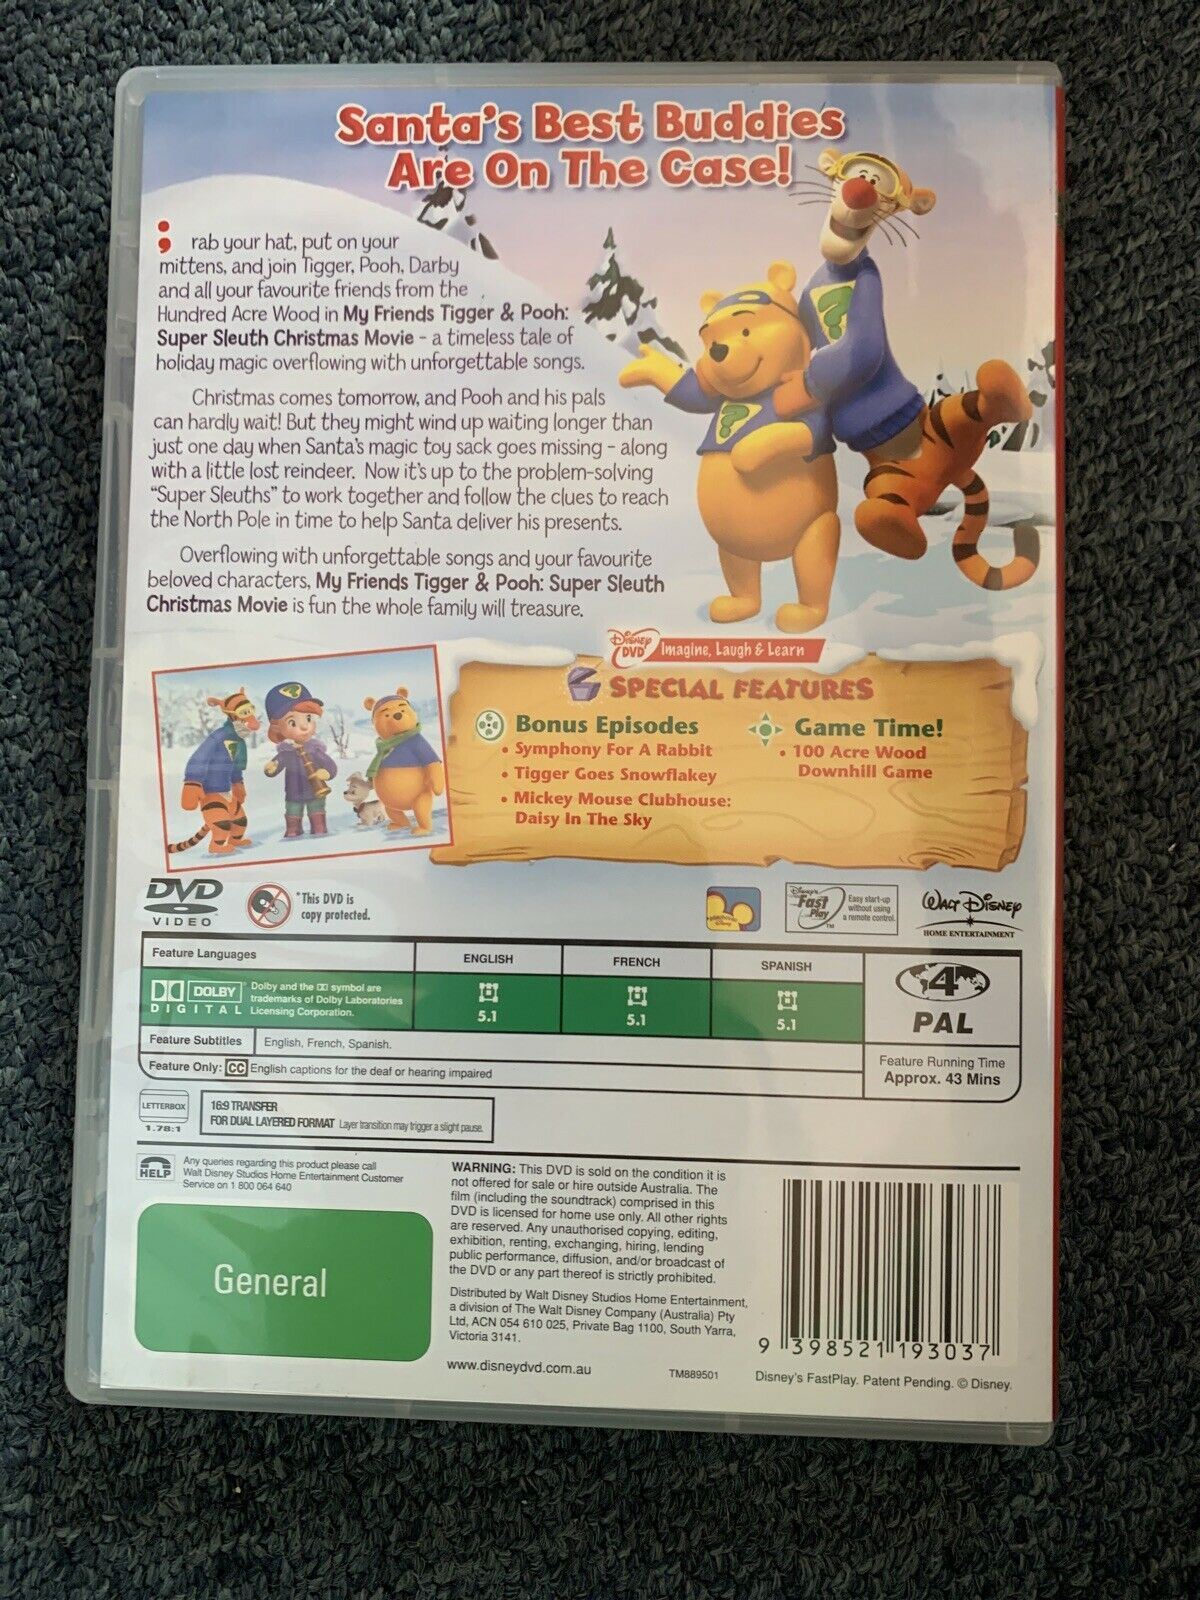 Santa's Best Buddies
Are On The Case!
; rab your hat, put on your
mittens, and join Tigger, Pooh, Darby
and all your favourite friends from the
Hundred Acre Wood in My Friends Tigger & Pooh:
Super Sleuth Christmas Movie - a timeless tale of
holiday magic overflowing with unforgettable songs.
Christmas comes tomorrow, and Pooh and his pals
can hardly wait! But they might wind up waiting longer than
just one day when Santa's magic toy sack goes missing - along
with a little lost reindeer. Now it's up to the problem-solving
"Super Sleuths" to work together and follow the clues to reach
the North Pole in time to help Santa deliver his presents.
Overflowing with unforgettable songs and your favourite
beloved characters, My Friends Tigger & Pooh: Super Sleuth
Christmas Movie is fun the whole family will treasure.
Disney DVD Imagine, Laugh & Learn
SPECIAL FEATURES
Bonus Episodes
• Symphony For A Rabbit
• Tigger Goes Snowflakey
• Mickey Mouse Clubhouse:
Daisy In The Sky
Game Time!
• 100 Acre Wood
Downhill Game
DVD
VIDEO
*This DVD is
copy protected.
Playhouse
Disney
Disney's
Fast
Play
TM
Easy start-up
without using
a remote control.
Walt Disney
HOME ENTERTAINMENT
Feature Languages
ENGLISH
FRENCH
SPANISH
DOLBY
DIGITAL
Dolby and the DD symbol are
trademarks of Dolby Laboratories
Licensing Corporation.
5.1
5.1
5.1
4
PAL
Feature Subtitles
English, French, Spanish.
Feature Only: CC English captions for the deaf or hearing impaired
Feature Running Time
Approx. 43 Mins
LETTERBOX
1.78:1
16:9 TRANSFER
FOR DUAL LAYERED FORMAT Layer transition may trigger a slight pause.
HELP
Any queries regarding this product please call
Walt Disney Studios Home Entertainment Customer
Service on 1 800 064 640
General
WARNING: This DVD is sold on the condition it is
not offered for sale or hire outside Australia. The
film (including the soundtrack) comprised in this
DVD is licensed for home use only. All other rights
are reserved. Any unauthorised copying, editing,
exhibition, renting, exchanging, hiring, lending
public performance, diffusion, and/or broadcast of
the DVD or any part thereof is strictly prohibited.
Distributed by Walt Disney Studios Home Entertainment,
a division of The Walt Disney Company (Australia) Pty
Ltd, ACN 054 610 025, Private Bag 1100, South Yarra,
Victoria 3141.
www.disneydvd.com.au
TM889501
9 398521 193037
Disney's FastPlay. Patent Pending. © Disney.